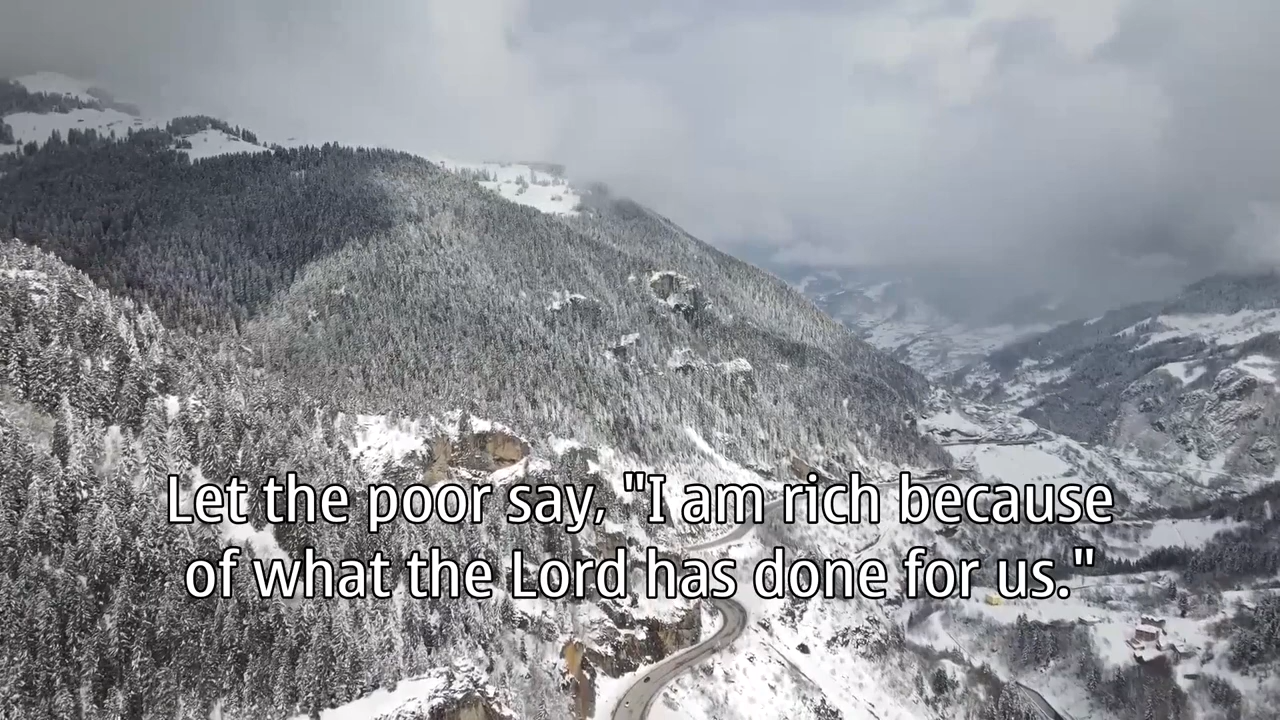 Let the poor say, "I am rich because
of what the Lord has done for us."